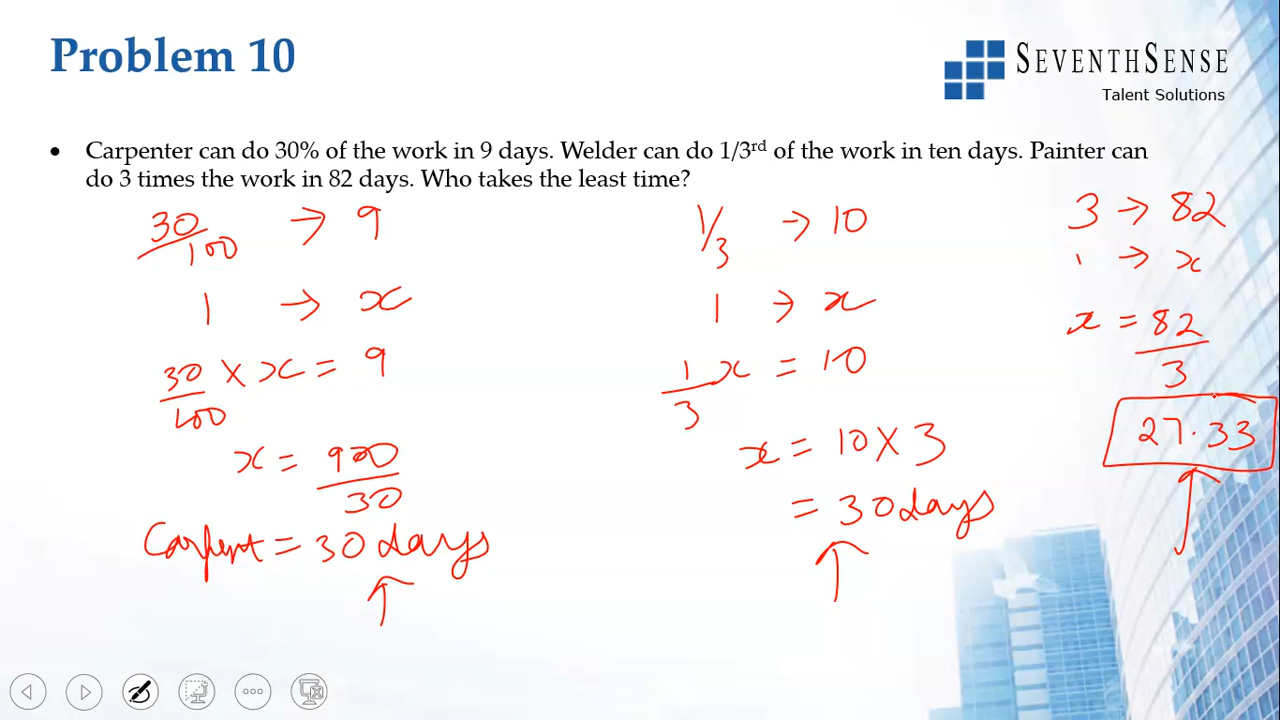 Problem 10
SEVENTHSENSE
Talent Solutions
• Carpenter can do 30% of the work in 9 days. Welder can do 1/3rd of the work in ten days. Painter can
do 3 times the work in 82 days. Who takes the least time?
30/100 → 9
1 → x
30/100 × x = 9
x = 900/30
Carpent = 30 days
1/3 → 10
1 → x
1/3 x = 10
x = 10 × 3
= 30 days
3 → 82
1 → x
x = 82/3
27.33